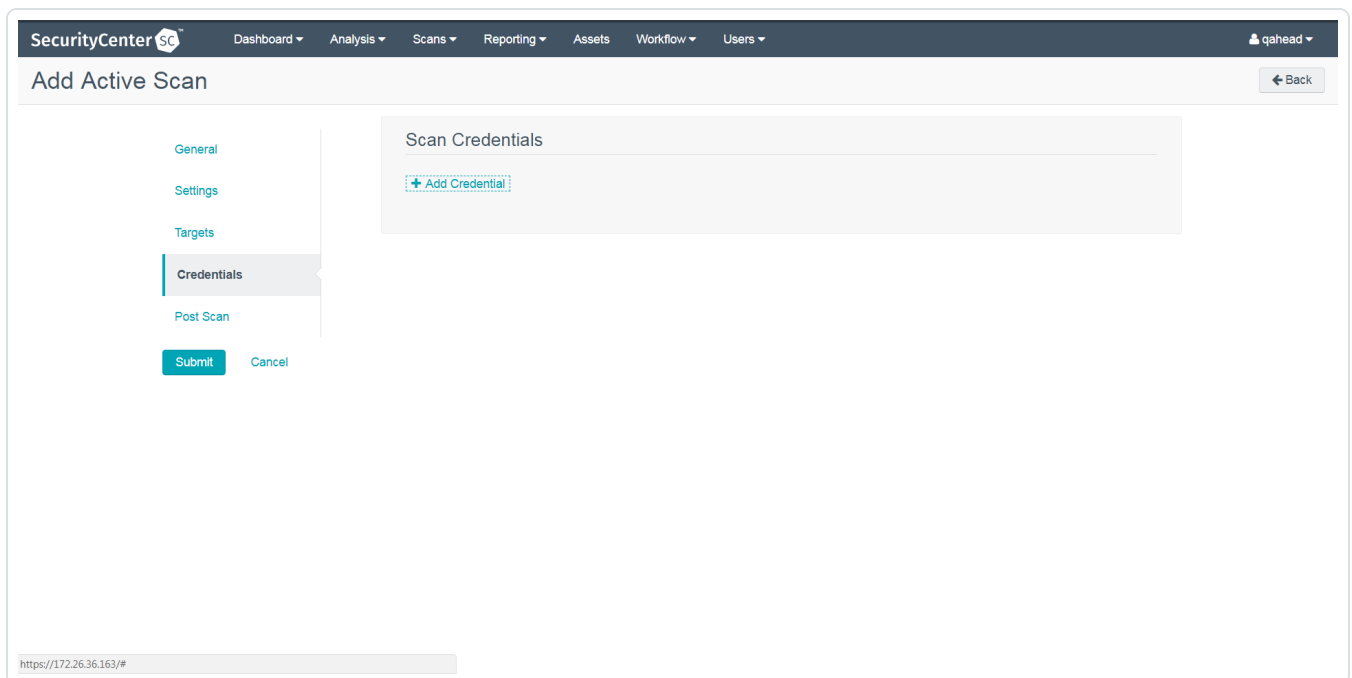 SecurityCenter SC™ Dashboard Analysis Scans Reporting Assets Workflow Users qahead
Add Active Scan Back
General
Settings
Targets
Credentials
Post Scan
Submit Cancel
Scan Credentials
Add Credential
https://172.26.36.163/#